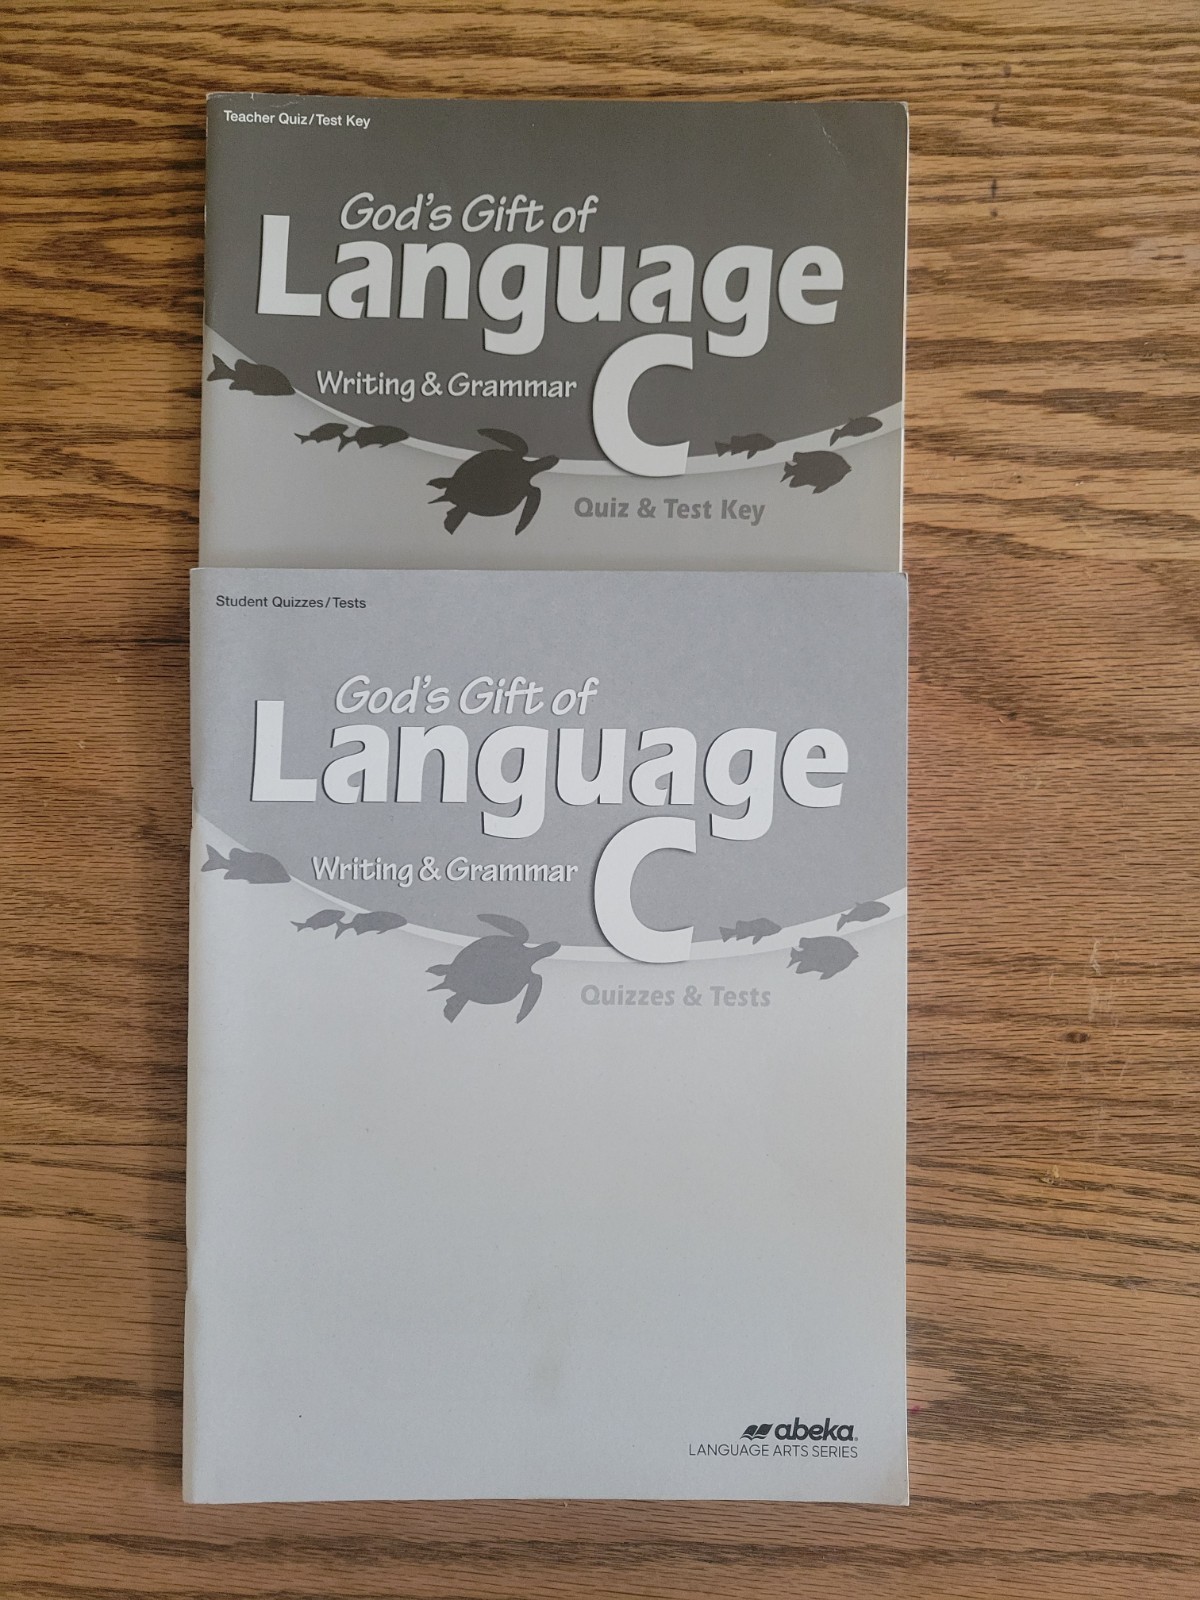 Teacher Quiz/Test Key
God's Gift of
Language
C
Writing & Grammar
Quiz & Test Key
Student Quizzes/Tests
God's Gift of
Language
C
Writing & Grammar
Quizzes & Tests
abeka®
LANGUAGE ARTS SERIES